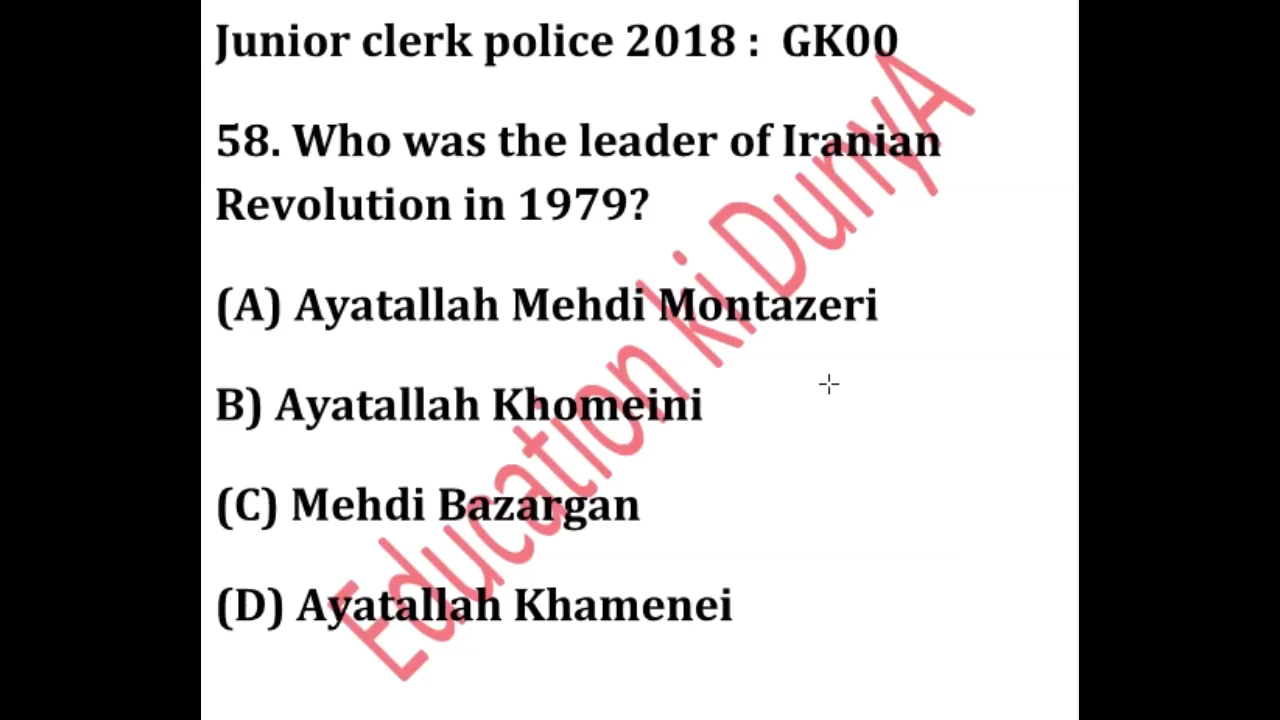 Junior clerk police 2018 : GK00
58. Who was the leader of Iranian
Revolution in 1979?
(A) Ayatallah Mehdi Montazeri
B) Ayatallah Khomeini
(C) Mehdi Bazargan
(D) Ayatallah Khamenei
Education ki DunyA